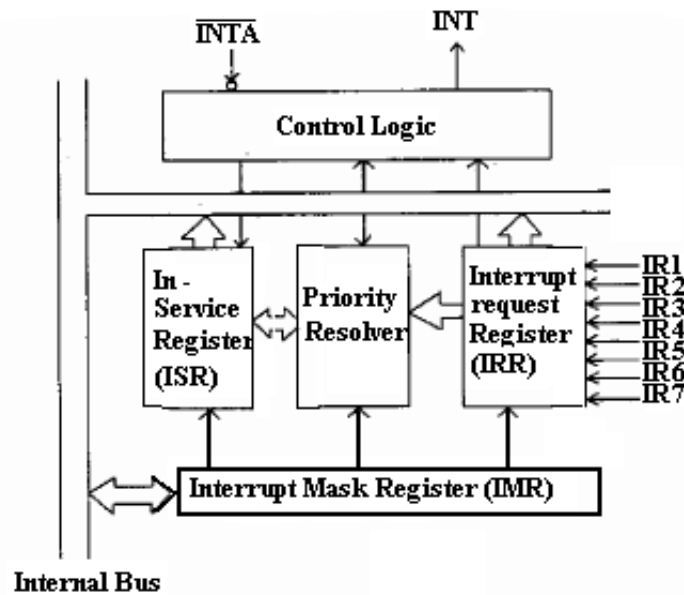 INTA INT
Control Logic
In -
Service
Register
(ISR)
Priority
Resolver
Interrupt
request
Register
(IRR)
IR1
IR2
IR3
IR4
IR5
IR6
IR7
Interrupt Mask Register (IMR)
Internal Bus